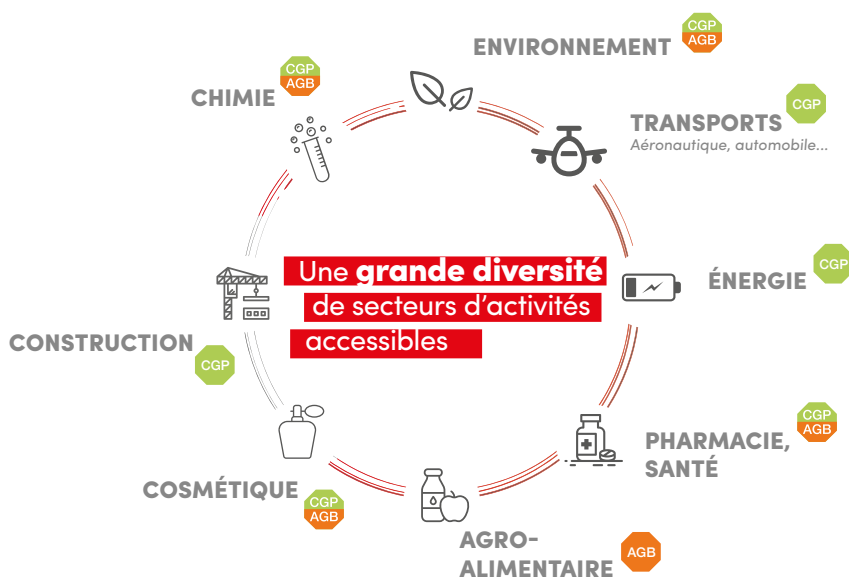 ENVIRONNEMENT
CGP
AGB
CHIMIE
CGP
AGB
TRANSPORTS
CGP
Aéronautique, automobile...
ÉNERGIE
CGP
Une grande diversité
de secteurs d'activités
accessibles
CONSTRUCTION
CGP
PHARMACIE,
SANTÉ
CGP
AGB
COSMÉTIQUE
CGP
AGB
AGRO-
ALIMENTAIRE
AGB